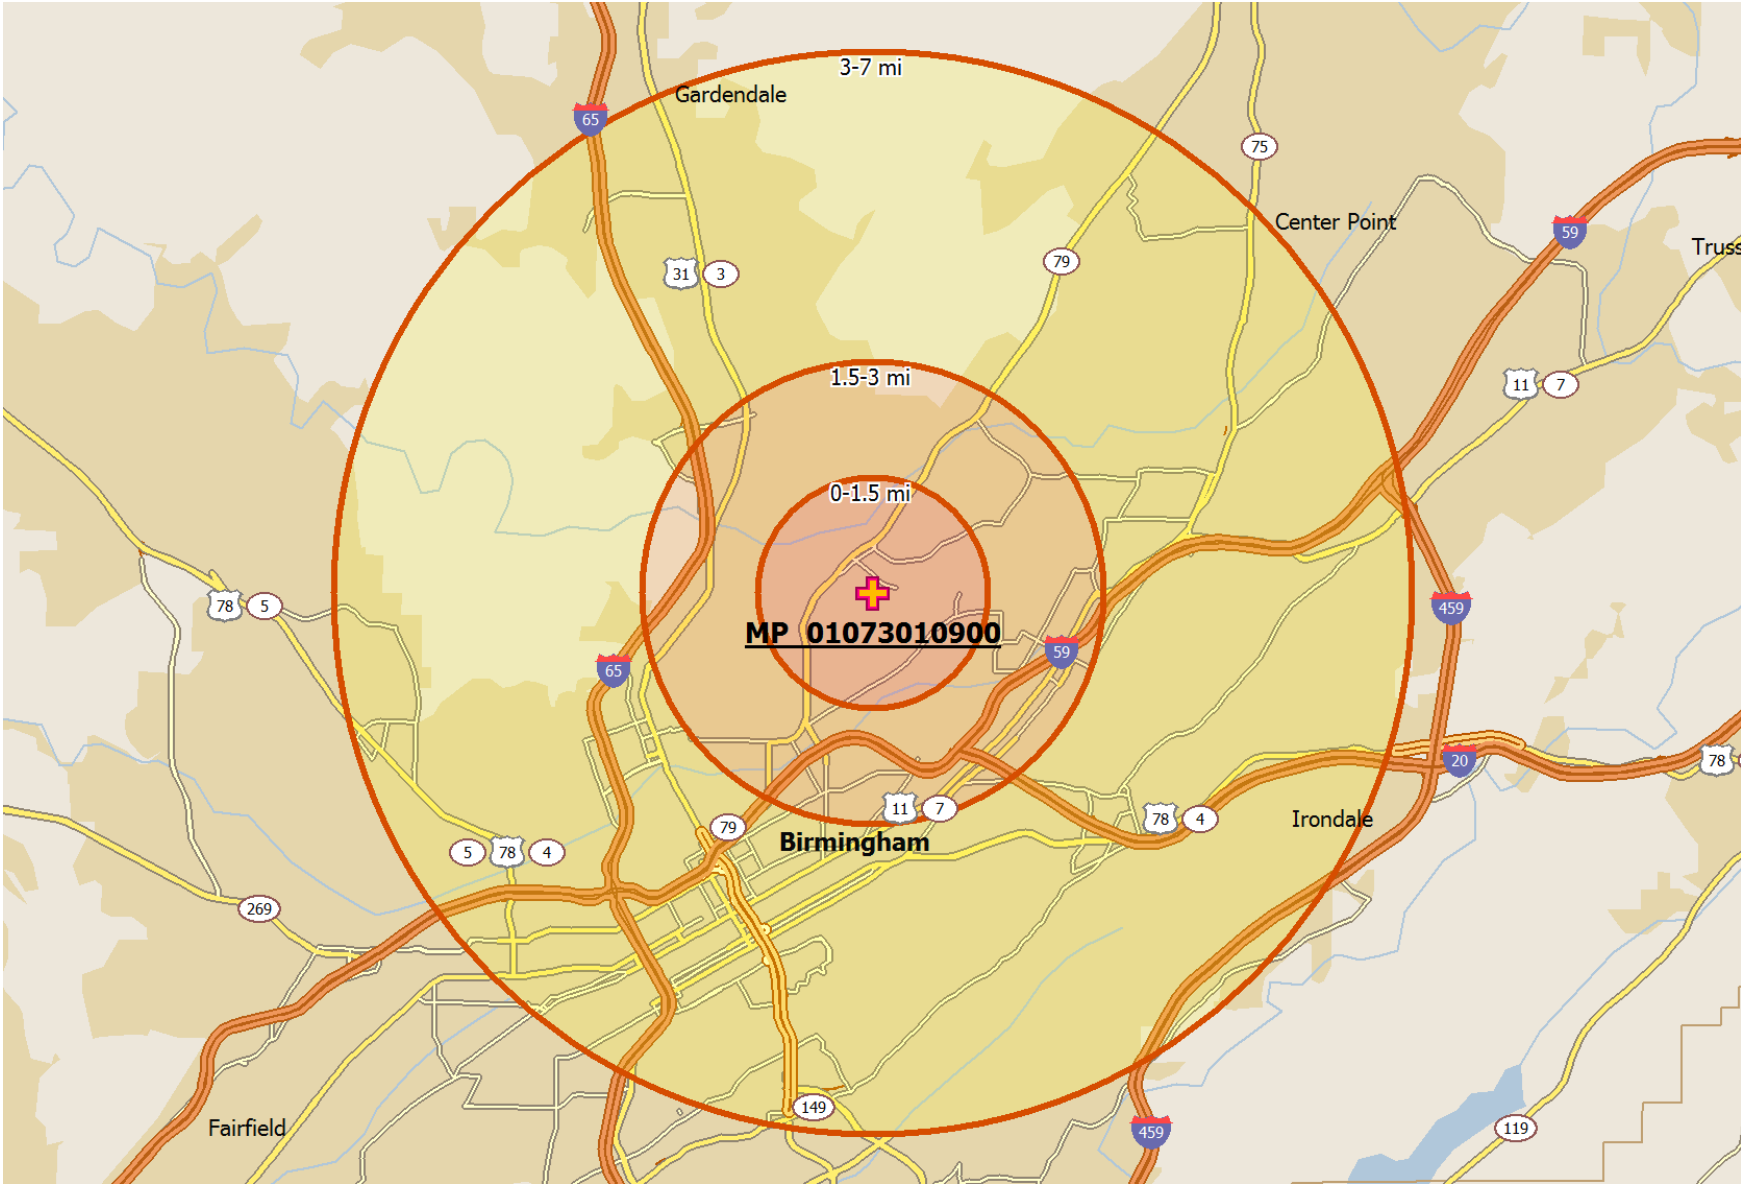 3-7 mi
Gardendale
65
75
Center Point
59
Truss
79
31 3
1.5-3 mi
11 7
0-1.5 mi
78 5
459
MP 01073010900
59
65
20
78
11 7
78 4
Irondale
79
Birmingham
5 78 4
269
149
Fairfield
459
119